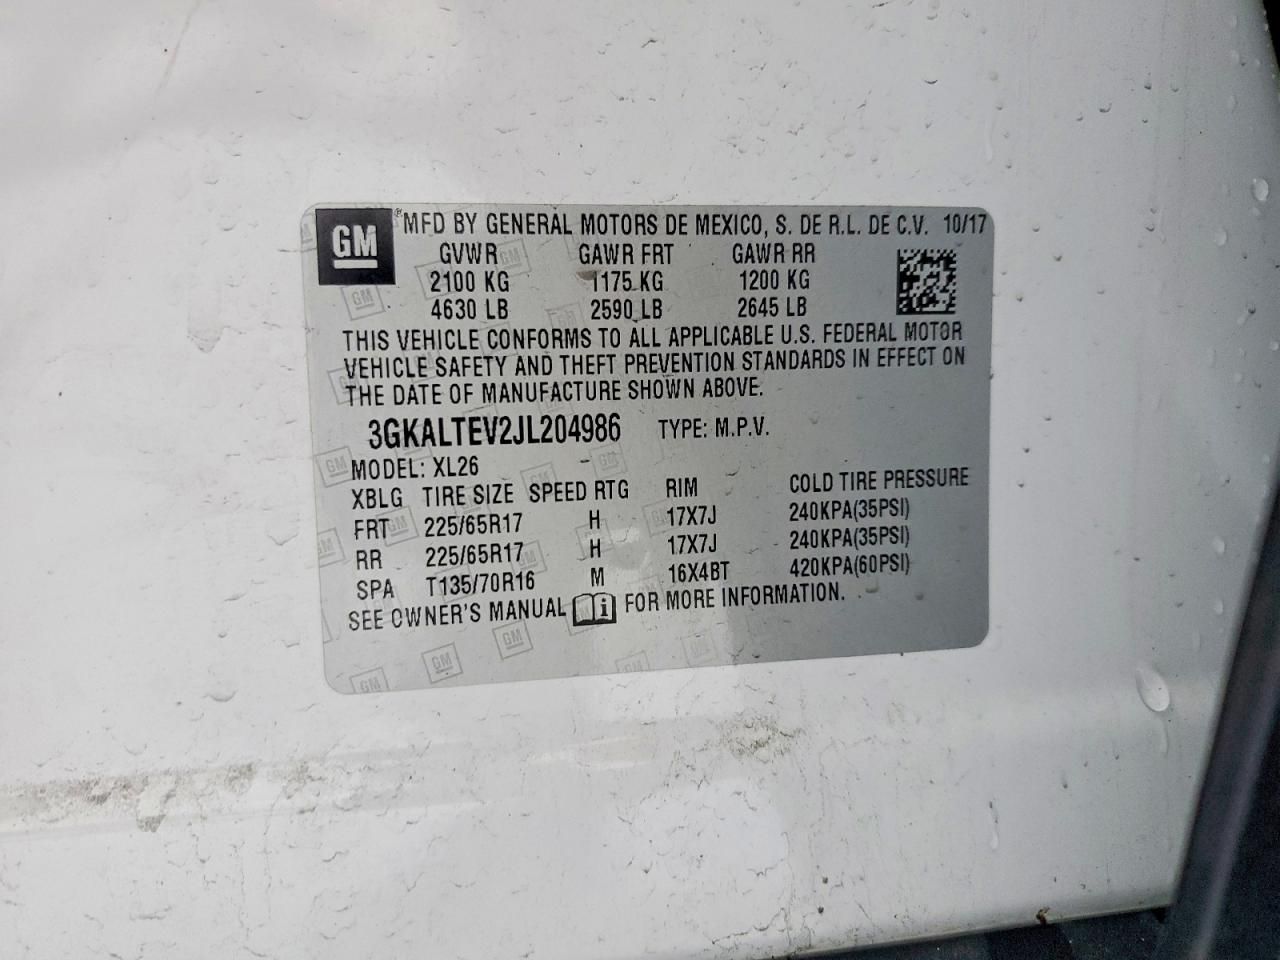 GM ® MFD BY GENERAL MOTORS DE MEXICO, S. DE R.L. DE C.V. 10/17
GVWR GAWR FRT GAWR RR
2100 KG 1175 KG 1200 KG
4630 LB 2590 LB 2645 LB
THIS VEHICLE CONFORMS TO ALL APPLICABLE U.S. FEDERAL MOTOR
VEHICLE SAFETY AND THEFT PREVENTION STANDARDS IN EFFECT ON
THE DATE OF MANUFACTURE SHOWN ABOVE.
3GKALTEV2JL204986 TYPE: M.P.V.
MODEL: XL26
XBLG TIRE SIZE SPEED RTG RIM COLD TIRE PRESSURE
FRT 225/65R17 H 17X7J 240KPA(35PSI)
RR 225/65R17 H 17X7J 240KPA(35PSI)
SPA T135/70R16 M 16X4BT 420KPA(60PSI)
SEE OWNER'S MANUAL i FOR MORE INFORMATION.